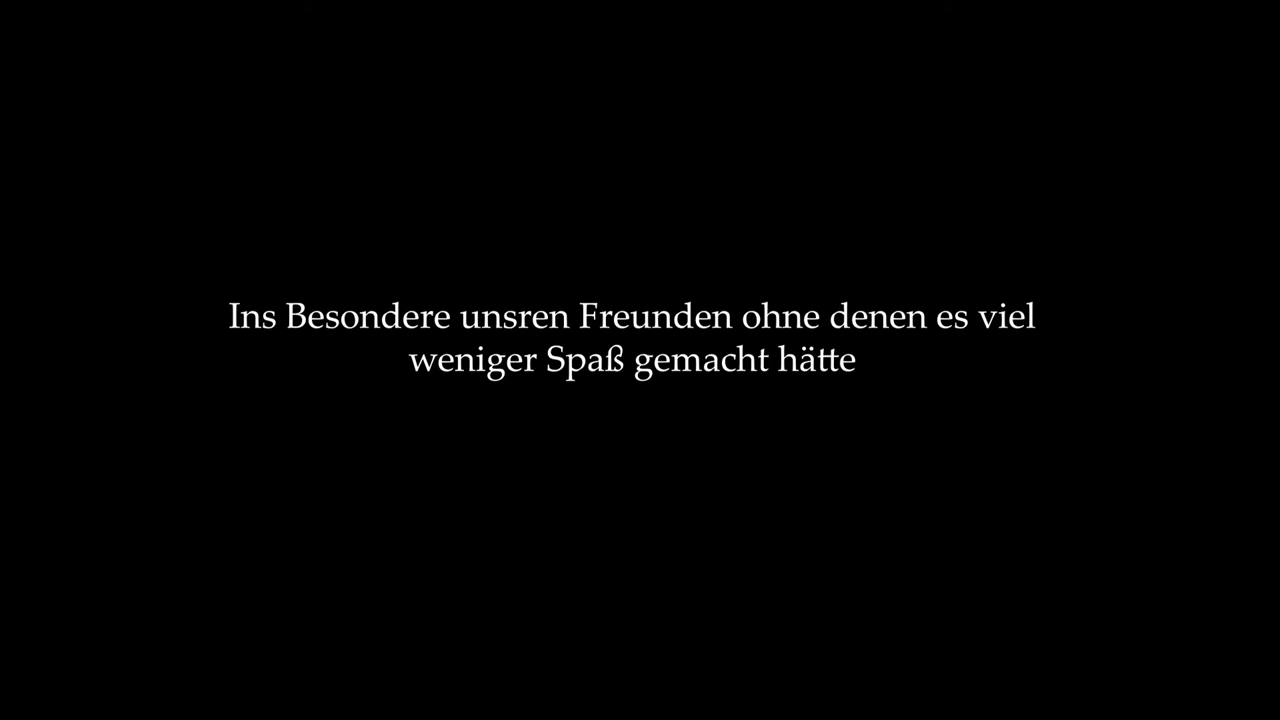 Ins Besondere unsren Freunden ohne denen es viel
weniger Spaß gemacht hätte